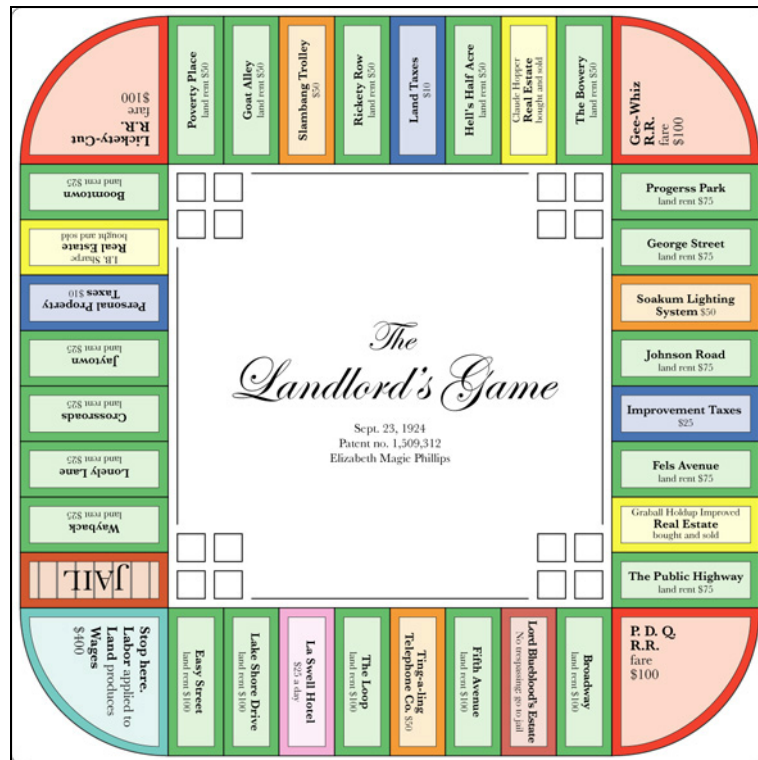 Lickety-Cut
R.R.
fare
$100
Poverty Place
land rent $50
Goat Alley
land rent $50
Slambang Trolley
$50
Rickety Row
land rent $50
Land Taxes
$10
Hell's Half Acre
land rent $50
Claude Hopper
Real Estate
bought and sold
The Bowery
land rent $50
Gee-Whiz
R.R.
fare
$100
Progerss Park
land rent $75
George Street
land rent $75
Soakum Lighting
System $50
Johnson Road
land rent $75
Improvement Taxes
$25
Fels Avenue
land rent $75
Graball Holdup Improved
Real Estate
bought and sold
The Public Highway
land rent $75
P. D. Q.
R.R.
fare
$100
Broadway
land rent $100
Lord Blueblood's Estate
No trespassing; go to jail
Fifth Avenue
land rent $100
Ting-a-ling
Telephone Co. $50
The Loop
land rent $100
La Swell Hotel
$25 a day
Lake Shore Drive
land rent $100
Easy Street
land rent $100
Stop here.
Labor applied to
Land produces
Wages
$400
JAIL
Wayback
land rent $25
Lonely Lane
land rent $25
Crossroads
land rent $25
Jaytown
land rent $25
Personal Property
Taxes $10
I.B. Sharpe
Real Estate
bought and sold
Boomtown
land rent $25
The
Landlord's Game
Sept. 23, 1924
Patent no. 1,509,312
Elizabeth Magie Phillips